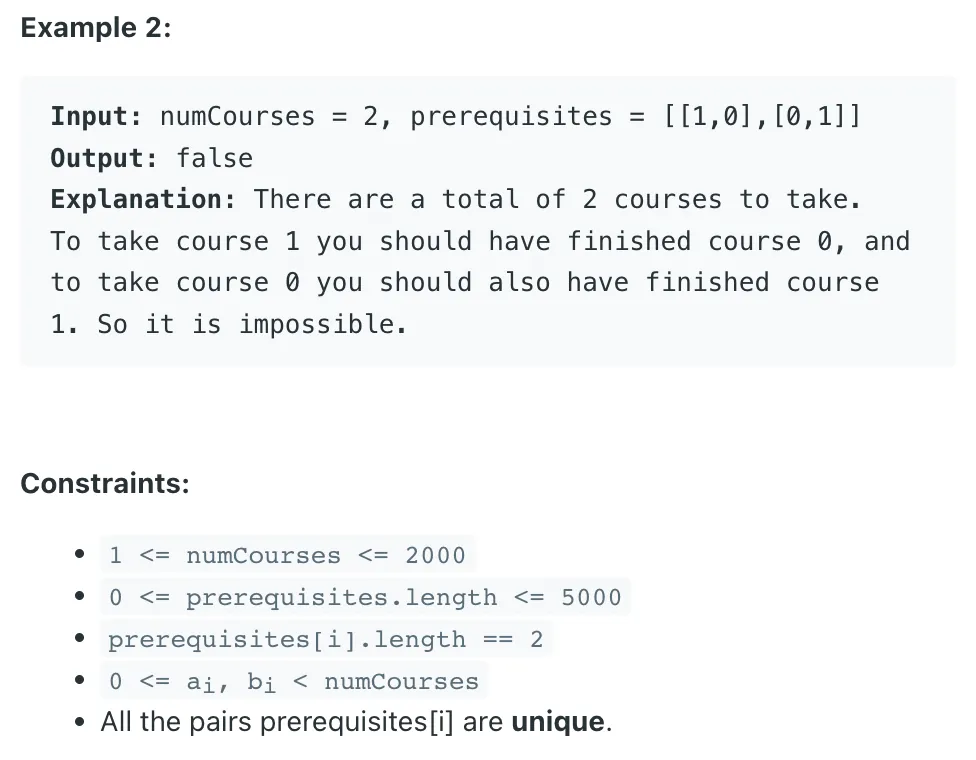 Example 2:
Input: numCourses = 2, prerequisites = [[1,0],[0,1]]
Output: false
Explanation: There are a total of 2 courses to take.
To take course 1 you should have finished course 0, and
to take course 0 you should also have finished course
1. So it is impossible.
Constraints:
• 1 <= numCourses <= 2000
• 0 <= prerequisites.length <= 5000
• prerequisites[i].length == 2
• 0 <= aᵢ, bᵢ < numCourses
• All the pairs prerequisites[i] are unique.